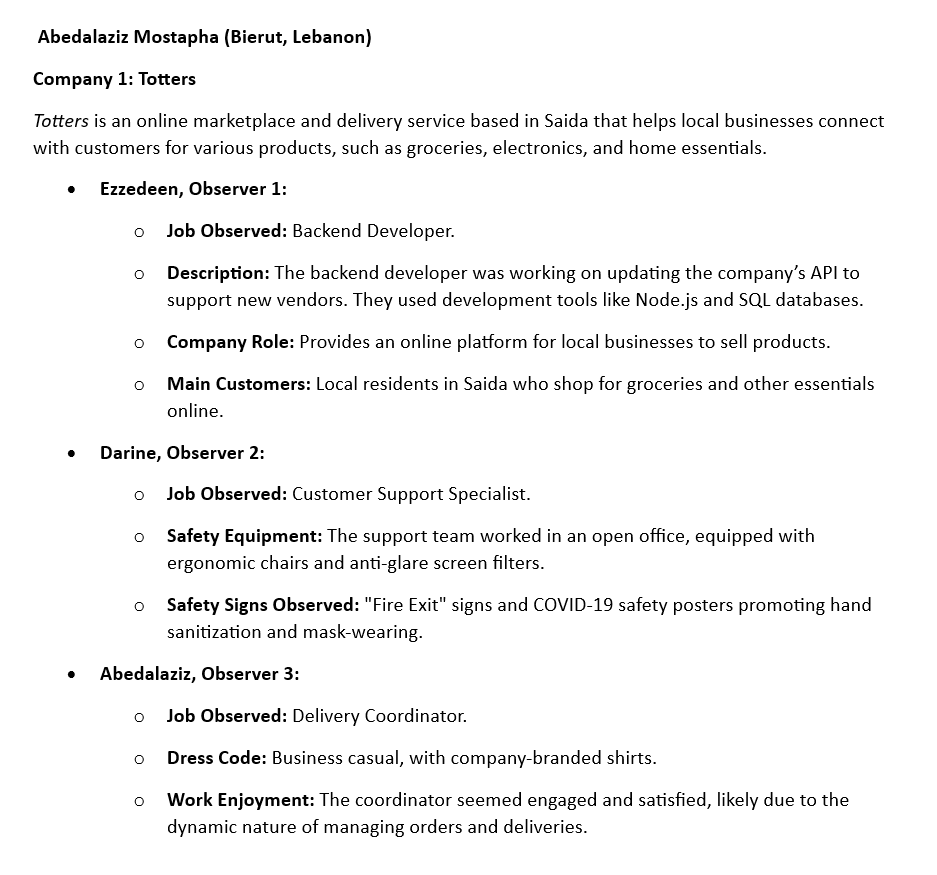 Abedalaziz Mostapha (Bierut, Lebanon)
Company 1: Totters
Totters is an online marketplace and delivery service based in Saida that helps local businesses connect
with customers for various products, such as groceries, electronics, and home essentials.
• Ezzedeen, Observer 1:
o Job Observed: Backend Developer.
o Description: The backend developer was working on updating the company’s API to
support new vendors. They used development tools like Node.js and SQL databases.
o Company Role: Provides an online platform for local businesses to sell products.
o Main Customers: Local residents in Saida who shop for groceries and other essentials
online.
• Darine, Observer 2:
o Job Observed: Customer Support Specialist.
o Safety Equipment: The support team worked in an open office, equipped with
ergonomic chairs and anti-glare screen filters.
o Safety Signs Observed: "Fire Exit" signs and COVID-19 safety posters promoting hand
sanitization and mask-wearing.
• Abedalaziz, Observer 3:
o Job Observed: Delivery Coordinator.
o Dress Code: Business casual, with company-branded shirts.
o Work Enjoyment: The coordinator seemed engaged and satisfied, likely due to the
dynamic nature of managing orders and deliveries.